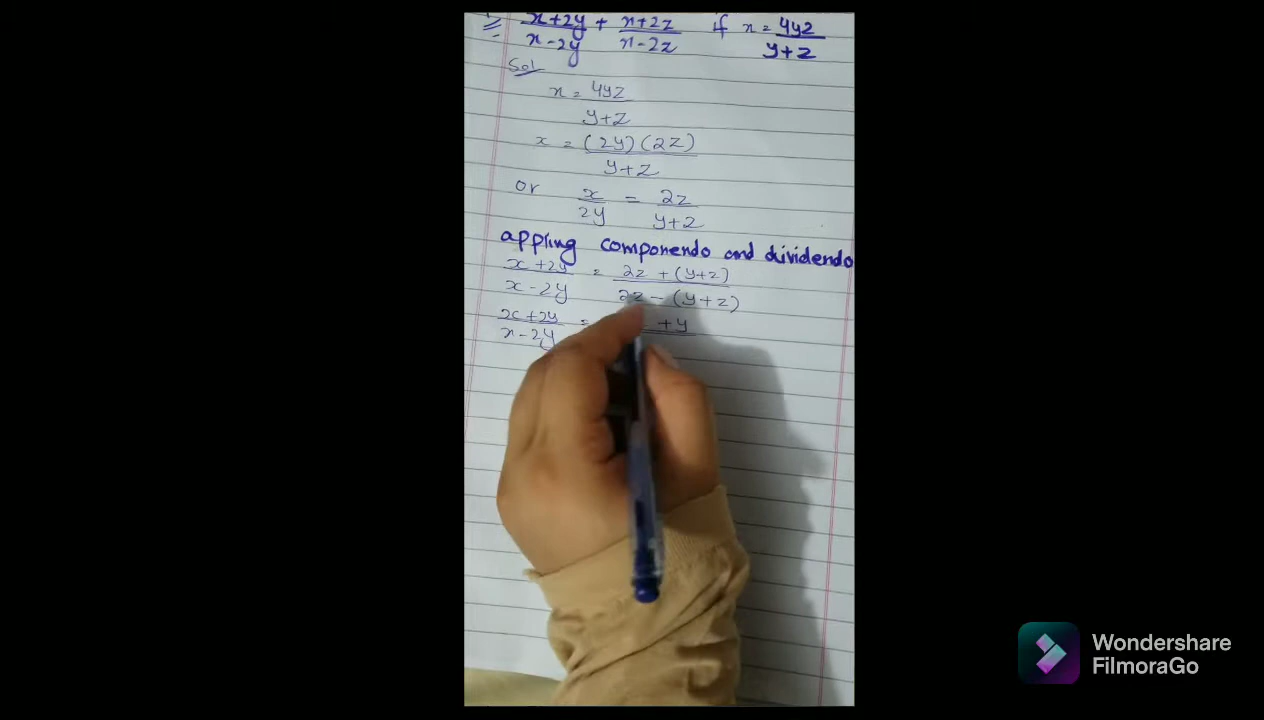 x+2y/x-2y + x+2z/x-2z if x = 4yz/y+z
Sol
x = 4yz/y+z
x = (2y)(2z)/y+z
or x/2y = 2z/y+z
appling componendo and dividendo
x+2y/x-2y = 2z+(y+z)/2z-(y+z)
x+2y/x-2y = +y
Wondershare
FilmoraGo